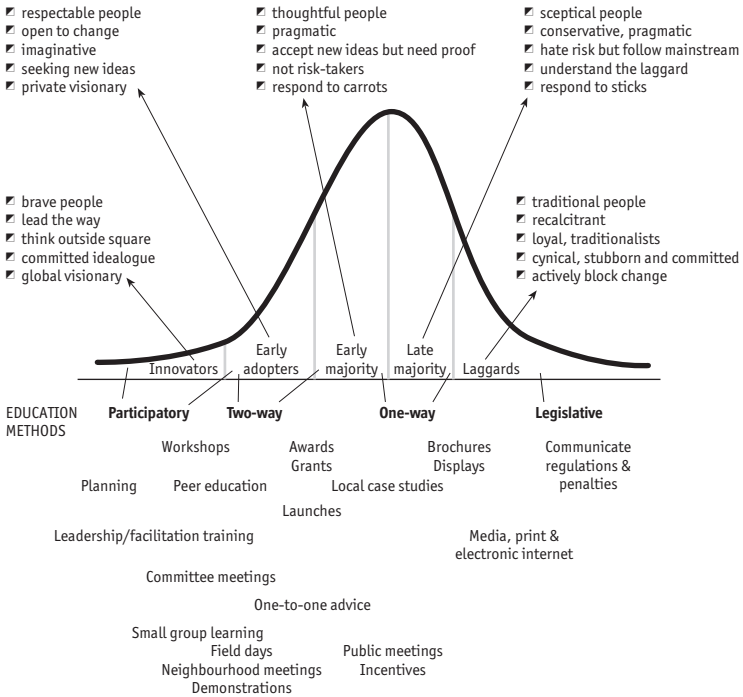 respectable people
open to change
imaginative
seeking new ideas
private visionary
thoughtful people
pragmatic
accept new ideas but need proof
not risk-takers
respond to carrots
sceptical people
conservative, pragmatic
hate risk but follow mainstream
understand the laggard
respond to sticks
brave people
lead the way
think outside square
committed idealogue
global visionary
traditional people
recalcitrant
loyal, traditionalists
cynical, stubborn and committed
actively block change
Innovators
Early
adopters
Early
majority
Late
majority
Laggards
EDUCATION
METHODS
Participatory
Two-way
One-way
Legislative
Workshops
Awards
Grants
Brochures
Displays
Communicate
regulations &
penalties
Planning
Peer education
Local case studies
Launches
Leadership/facilitation training
Media, print &
electronic internet
Committee meetings
One-to-one advice
Small group learning
Field days
Neighbourhood meetings
Demonstrations
Public meetings
Incentives